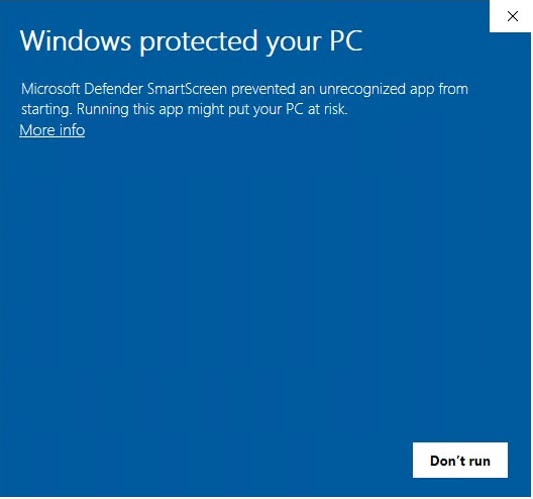 Windows protected your PC
Microsoft Defender SmartScreen prevented an unrecognized app from
starting. Running this app might put your PC at risk.
More info
Don’t run